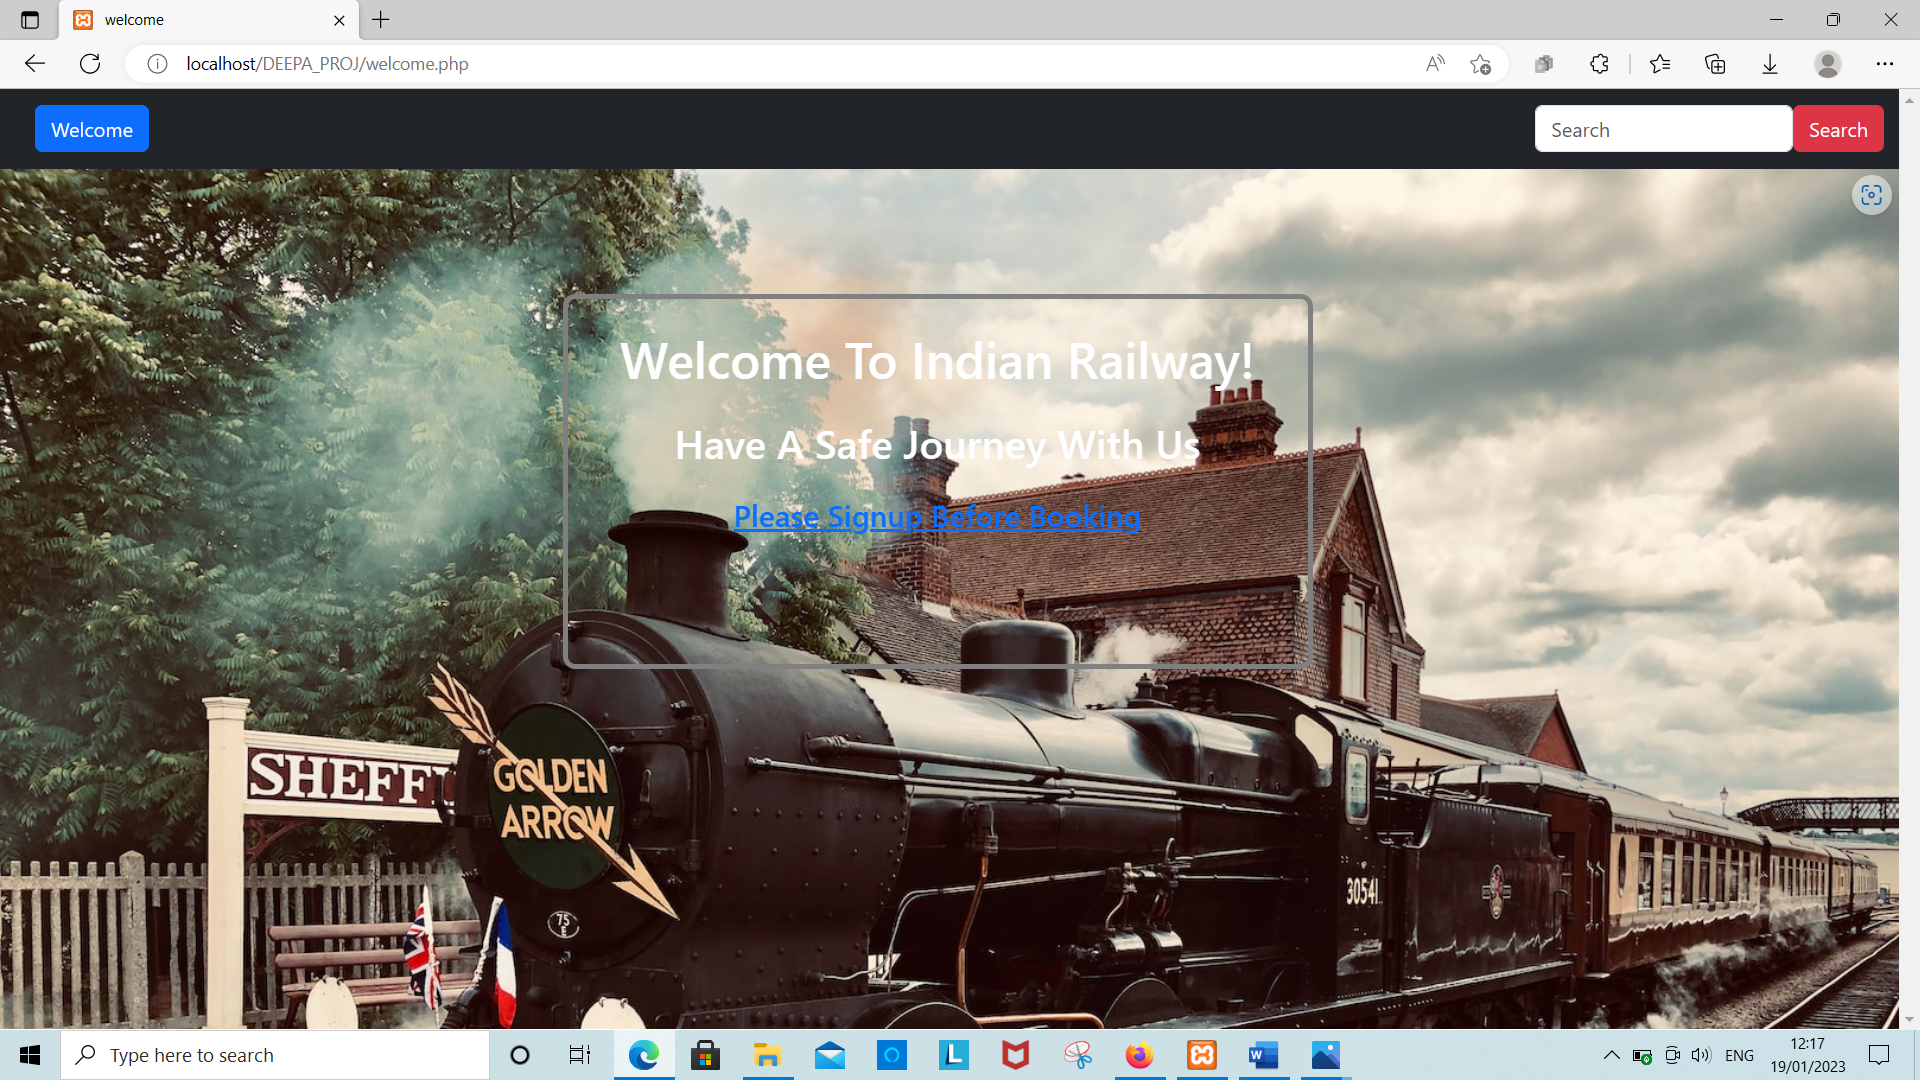 welcome
localhost/DEEPA_PROJ/welcome.php
Welcome
Search
Search
Welcome To Indian Railway!
Have A Safe Journey With Us
Please Signup Before Booking
SHEFF
GOLDEN
ARROW
75
E
30541
Type here to search
ENG
12:17
19/01/2023